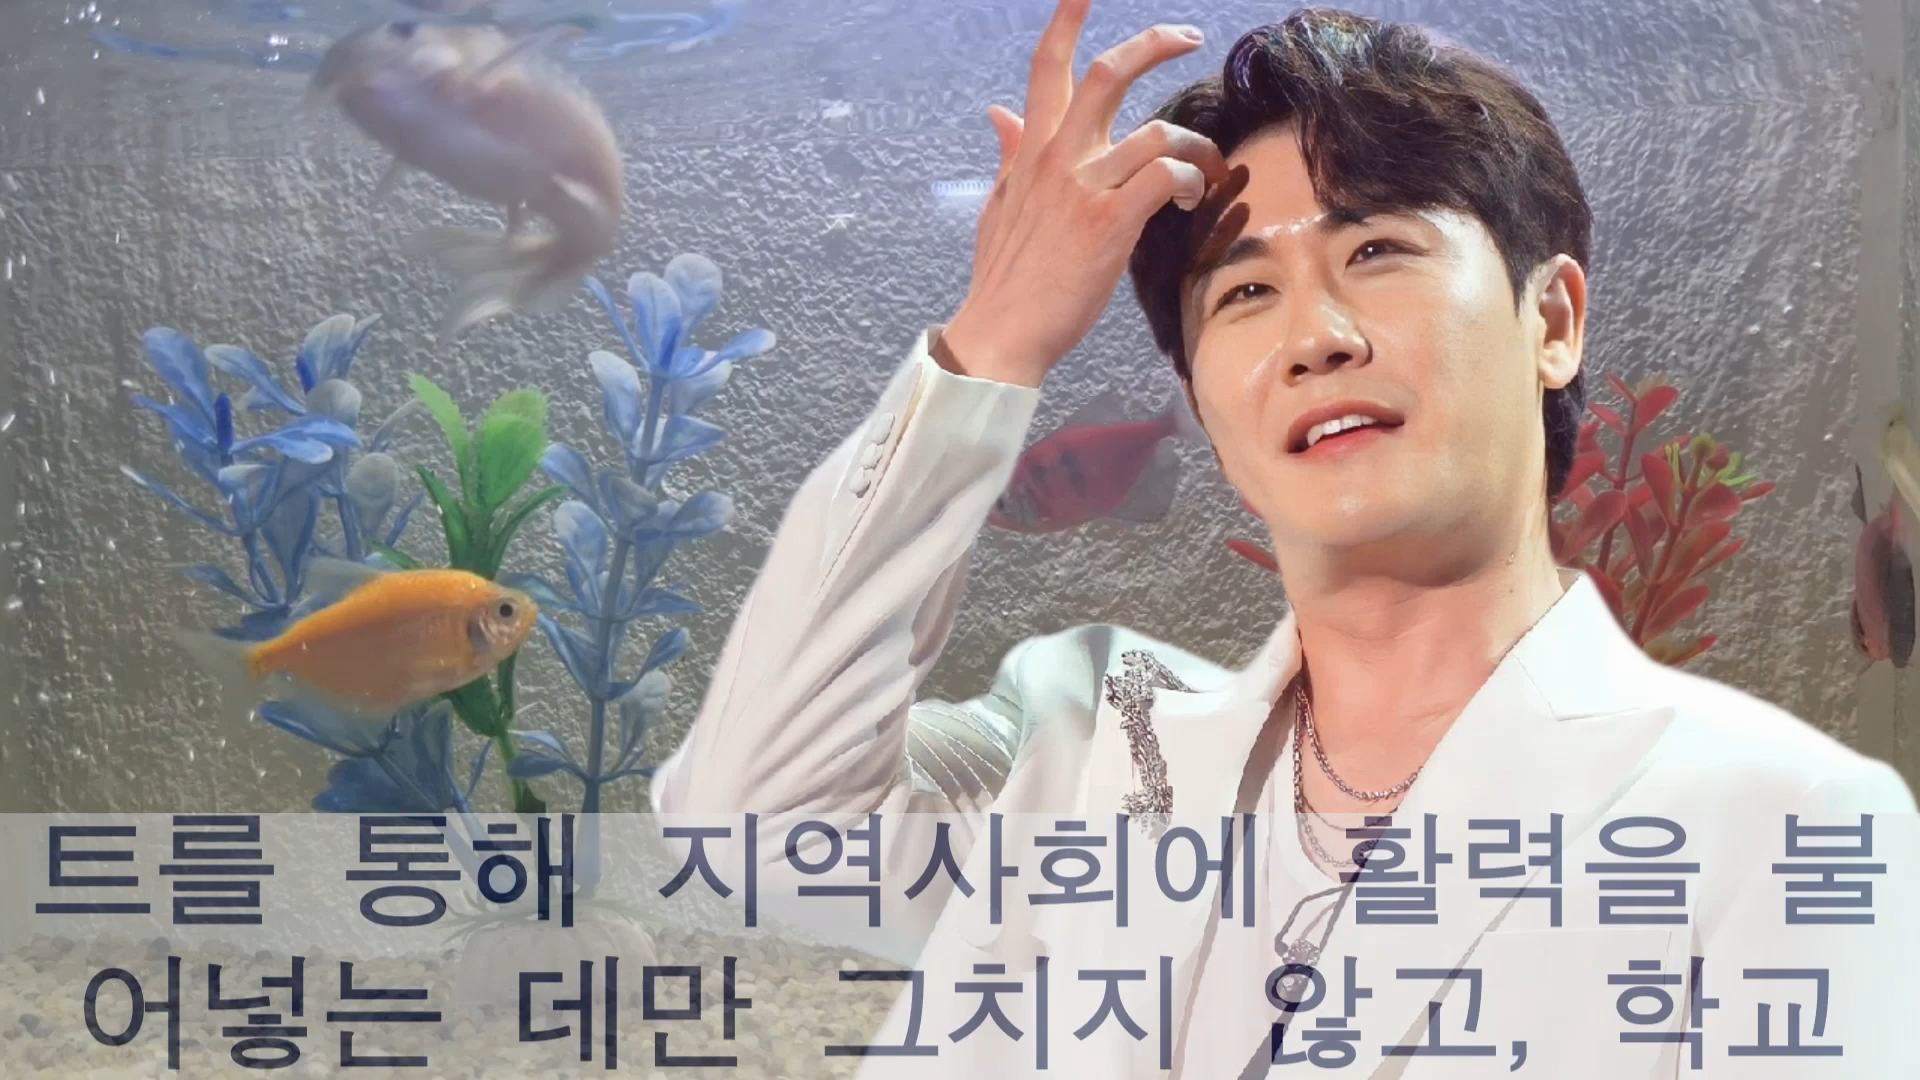 트를 통해 지역사회에 활력을 불
어넣는 데만 그치지 않고, 학교